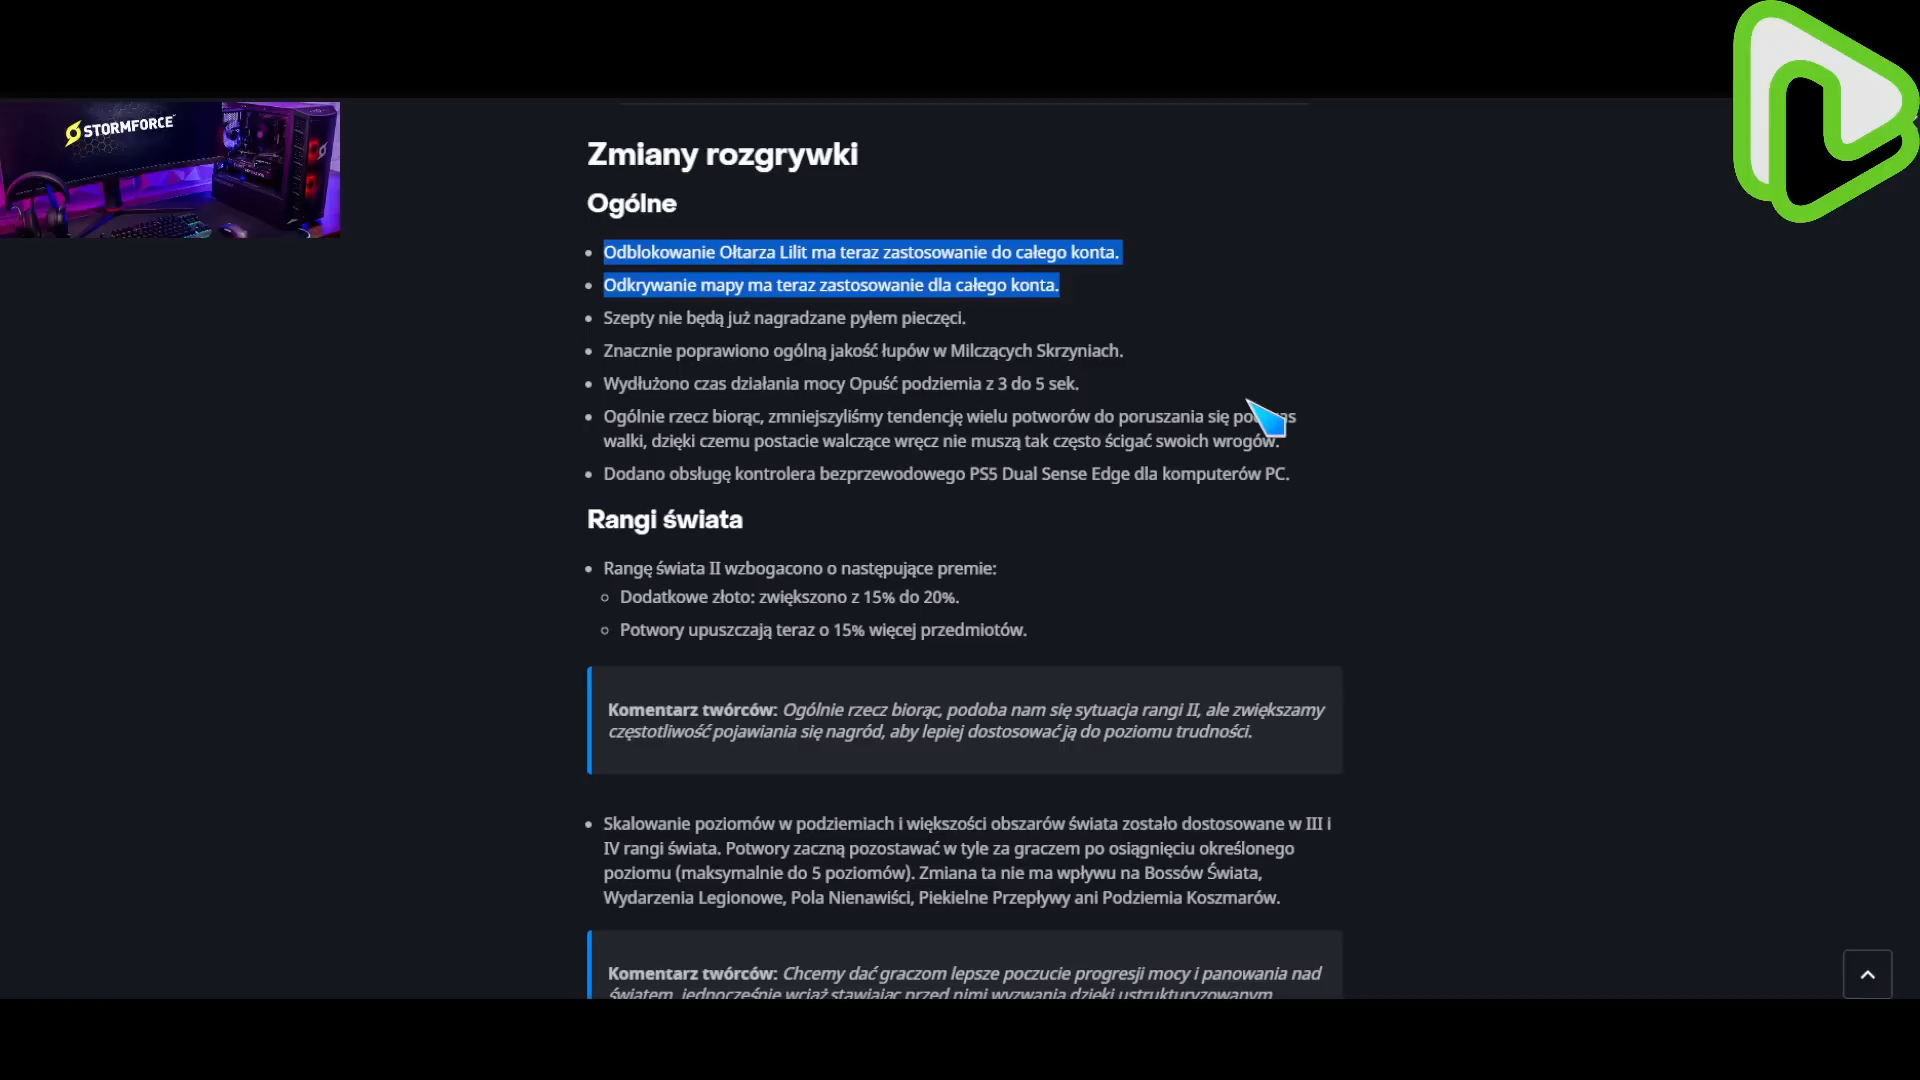 STORMFORCE
Zmiany rozgrywki
Ogólne
Odblokowanie Ołtarza Lilit ma teraz zastosowanie do całego konta.
Odkrywanie mapy ma teraz zastosowanie dla całego konta.
Szepty nie będą już nagradzane pyłem pieczęci.
Znacznie poprawiono ogólną jakość łupów w Milczących Skrzyniach.
Wydłużono czas działania mocy Opuść podziemia z 3 do 5 sek.
Ogólnie rzecz biorąc, zmniejszyliśmy tendencję wielu potworów do poruszania się
walki, dzięki czemu postacie walczące wręcz nie muszą tak często ścigać swoich wrogów.
Dodano obsługę kontrolera bezprzewodowego PS5 Dual Sense Edge dla komputerów PC.
Rangi świata
Rangę świata II wzbogacono o następujące premie:
Dodatkowe złoto: zwiększono z 15% do 20%.
Potwory upuszczają teraz o 15% więcej przedmiotów.
Komentarz twórców: Ogólnie rzecz biorąc, podoba nam się sytuacja rangi II, ale zwiększamy
częstotliwość pojawiania się nagród, aby lepiej dostosować ją do poziomu trudności.
Skalowanie poziomów w podziemiach i większości obszarów świata zostało dostosowane w III i
IV rangi świata. Potwory zaczną pozostawać w tyle za graczem po osiągnięciu określonego
poziomu (maksymalnie do 5 poziomów). Zmiana ta nie ma wpływu na Bossów Świata,
Wydarzenia Legionowe, Pola Nienawiści, Piekielne Przepływy ani Podziemia Koszmarów.
Komentarz twórców: Chcemy dać graczom lepsze poczucie progresji mocy i panowania nad
światem, jednocześnie wciąż stawiając przed nimi wyzwania dzięki ustrukturyzowanym